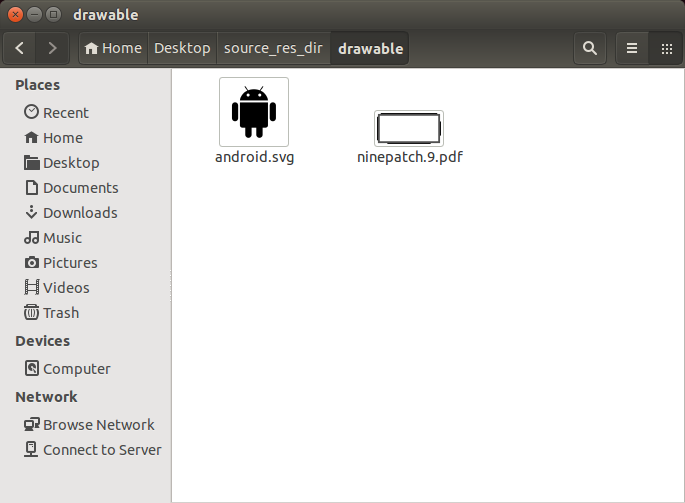 drawable
Home Desktop source_res_dir drawable
Places
Recent
Home
Desktop
Documents
Downloads
Music
Pictures
Videos
Trash
Devices
Computer
Network
Browse Network
Connect to Server
android.svg
ninepatch.9.pdf